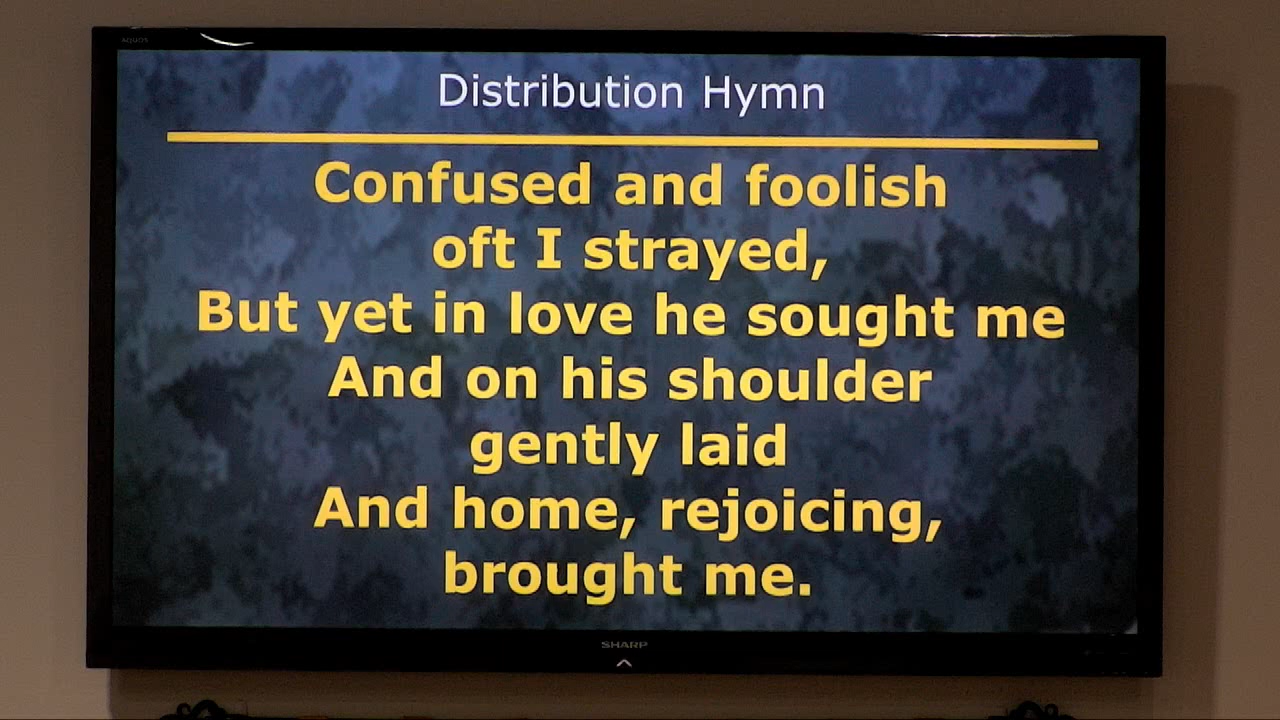 AQUOS
Distribution Hymn
Confused and foolish
oft I strayed,
But yet in love he sought me
And on his shoulder
gently laid
And home, rejoicing,
brought me.
SHARP